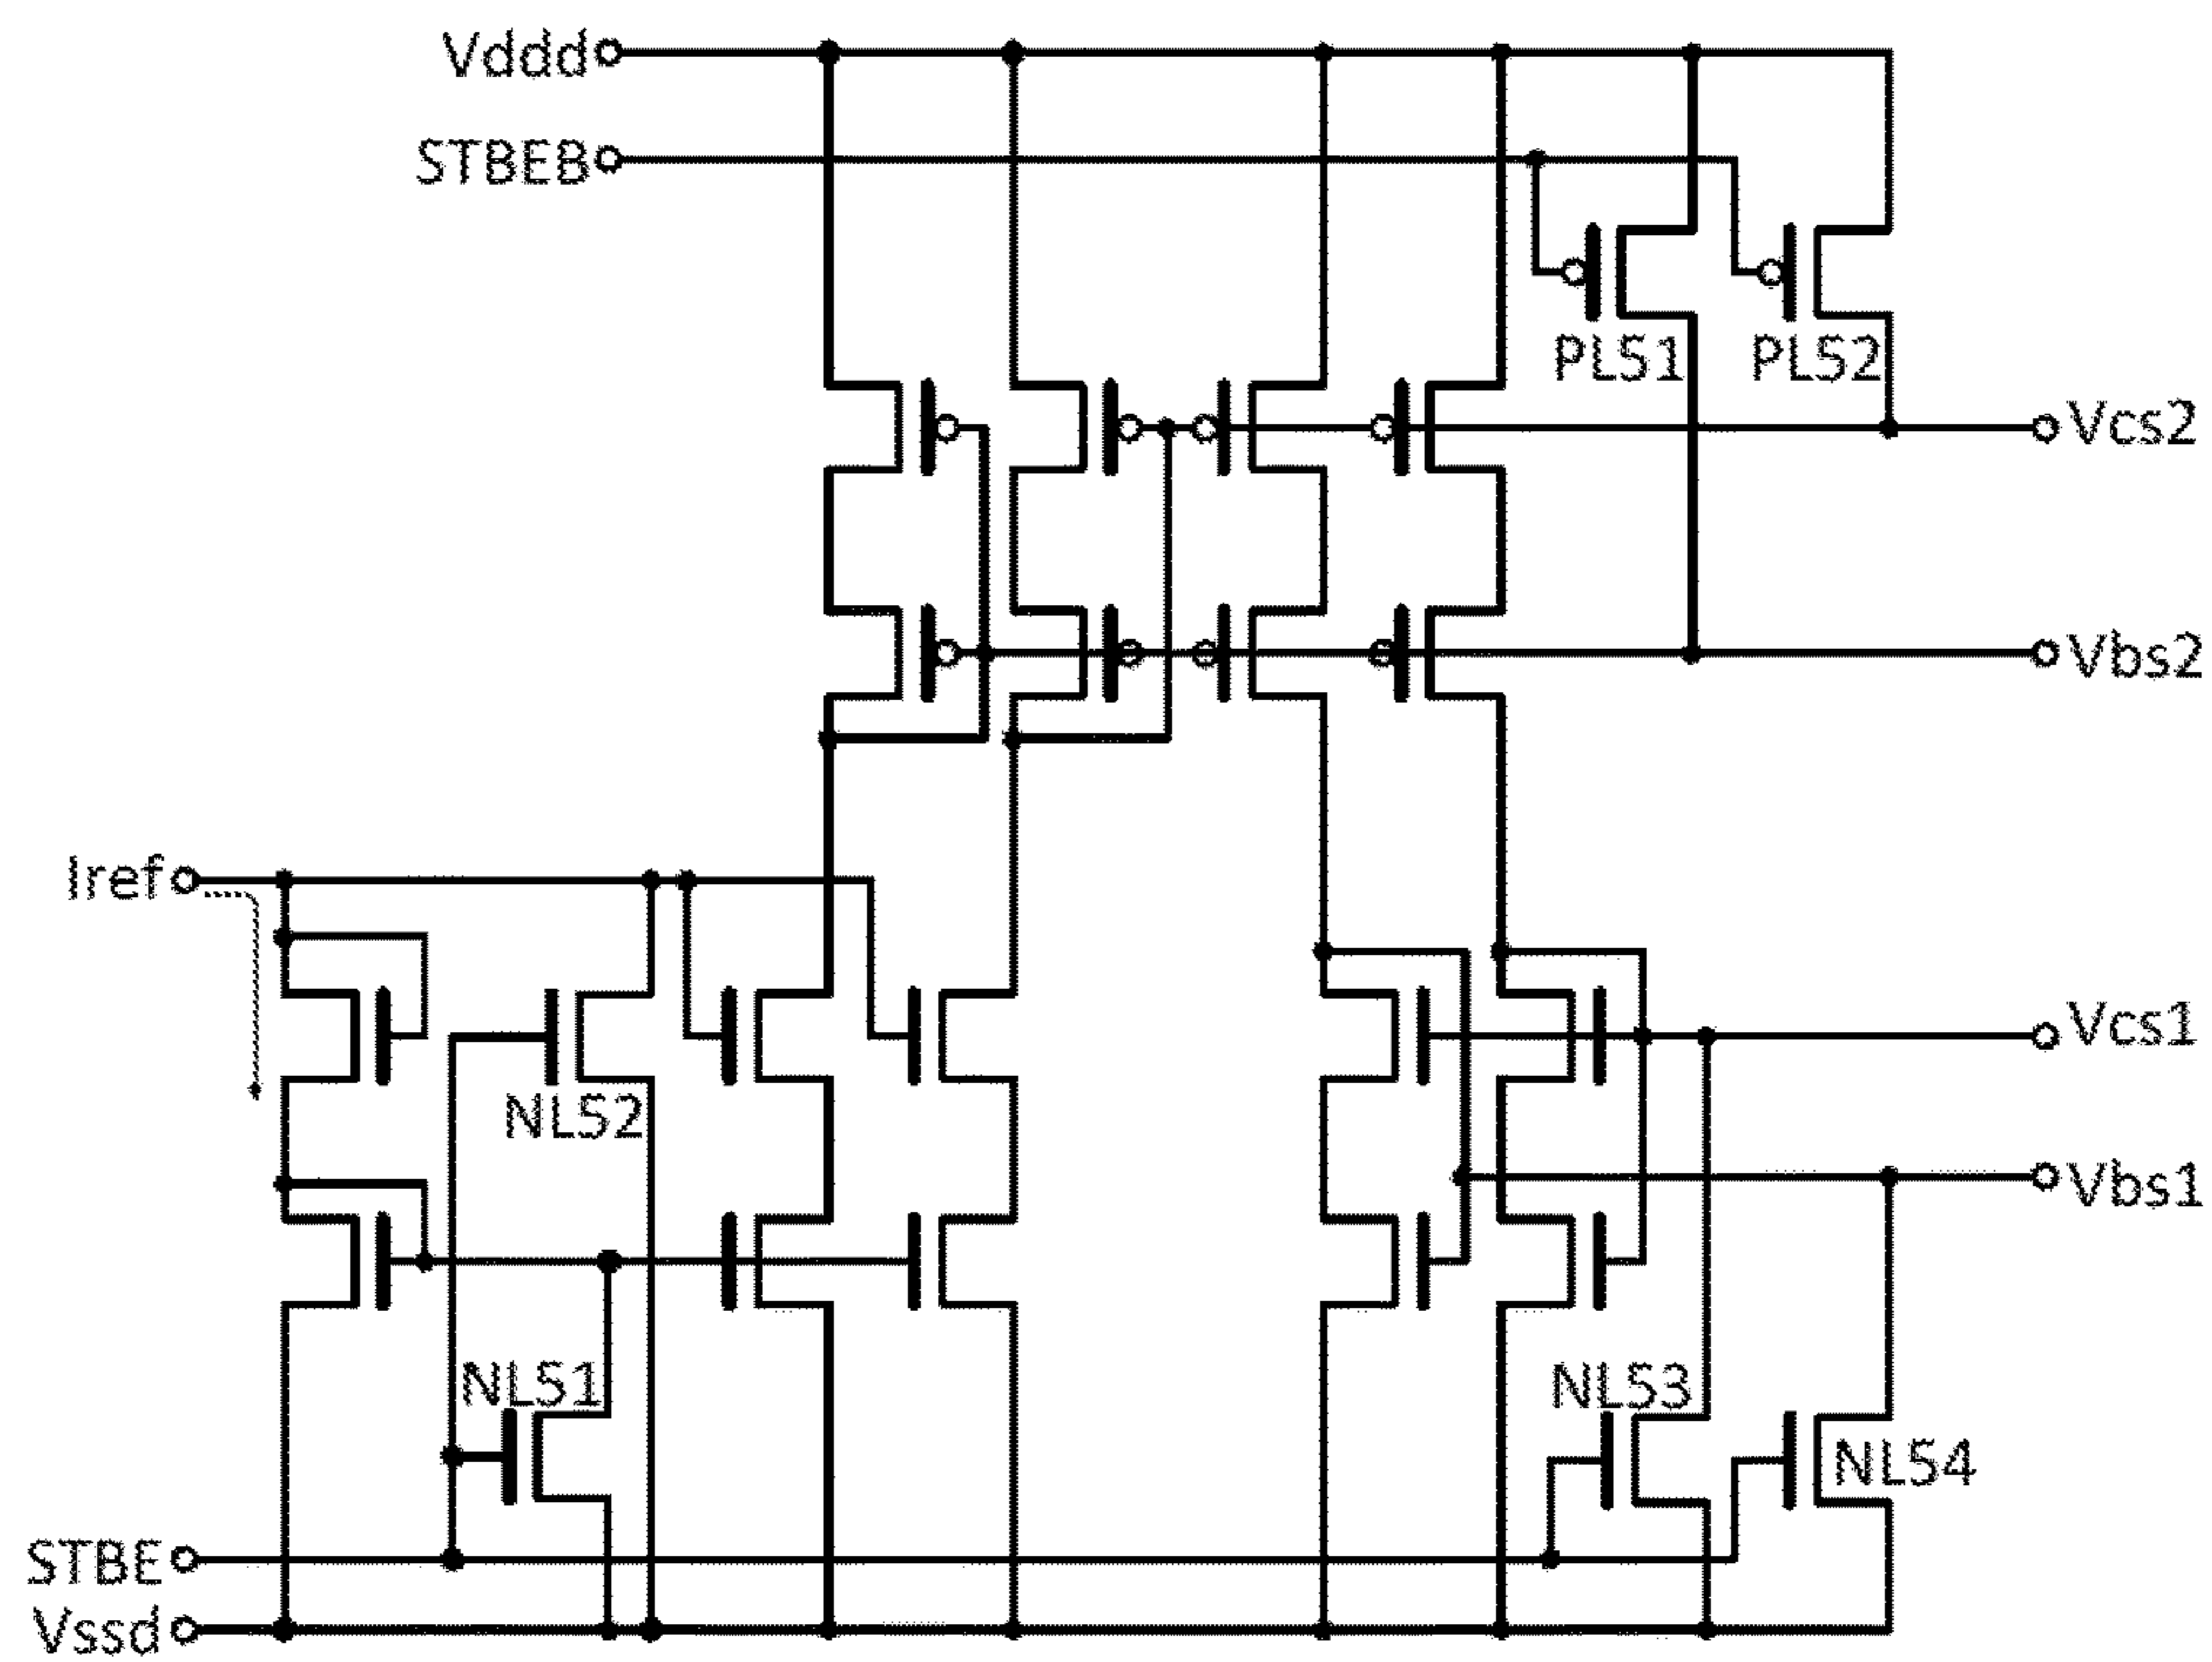 Vddd
STBEB
PL51
PL52
Vcs2
Vbs2
Iref
Vcs1
NL52
Vbs1
NL51
NL53
NL54
STBE
Vssd